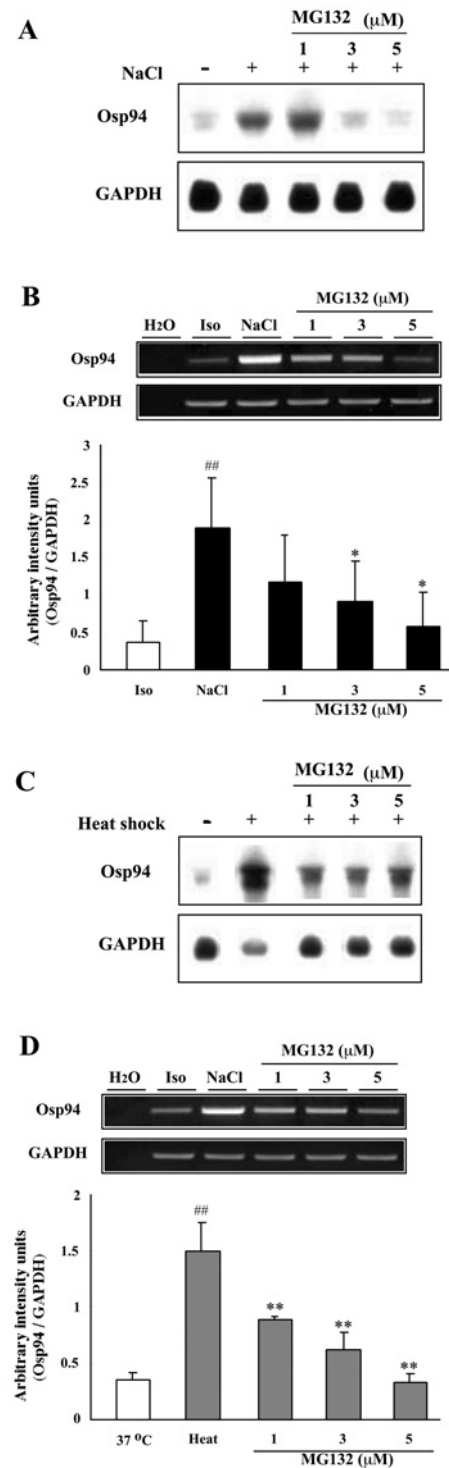 A
MG132 (μM)
1 3 5
NaCl - + + + +
Osp94
GAPDH
B
MG132 (μM)
H2O Iso NaCl 1 3 5
Osp94
GAPDH
Arbitrary intensity units
(Osp94 / GAPDH)
3
2.5
2
1.5
1
0.5
0
##
*
*
Iso NaCl 1 3 5
MG132 (μM)
C
MG132 (μM)
1 3 5
Heat shock - + + + +
Osp94
GAPDH
D
MG132 (μM)
H2O Iso NaCl 1 3 5
Osp94
GAPDH
Arbitrary intensity units
(Osp94 / GAPDH)
2
1.5
1
0.5
0
##
**
**
**
37 ºC Heat 1 3 5
MG132 (μM)